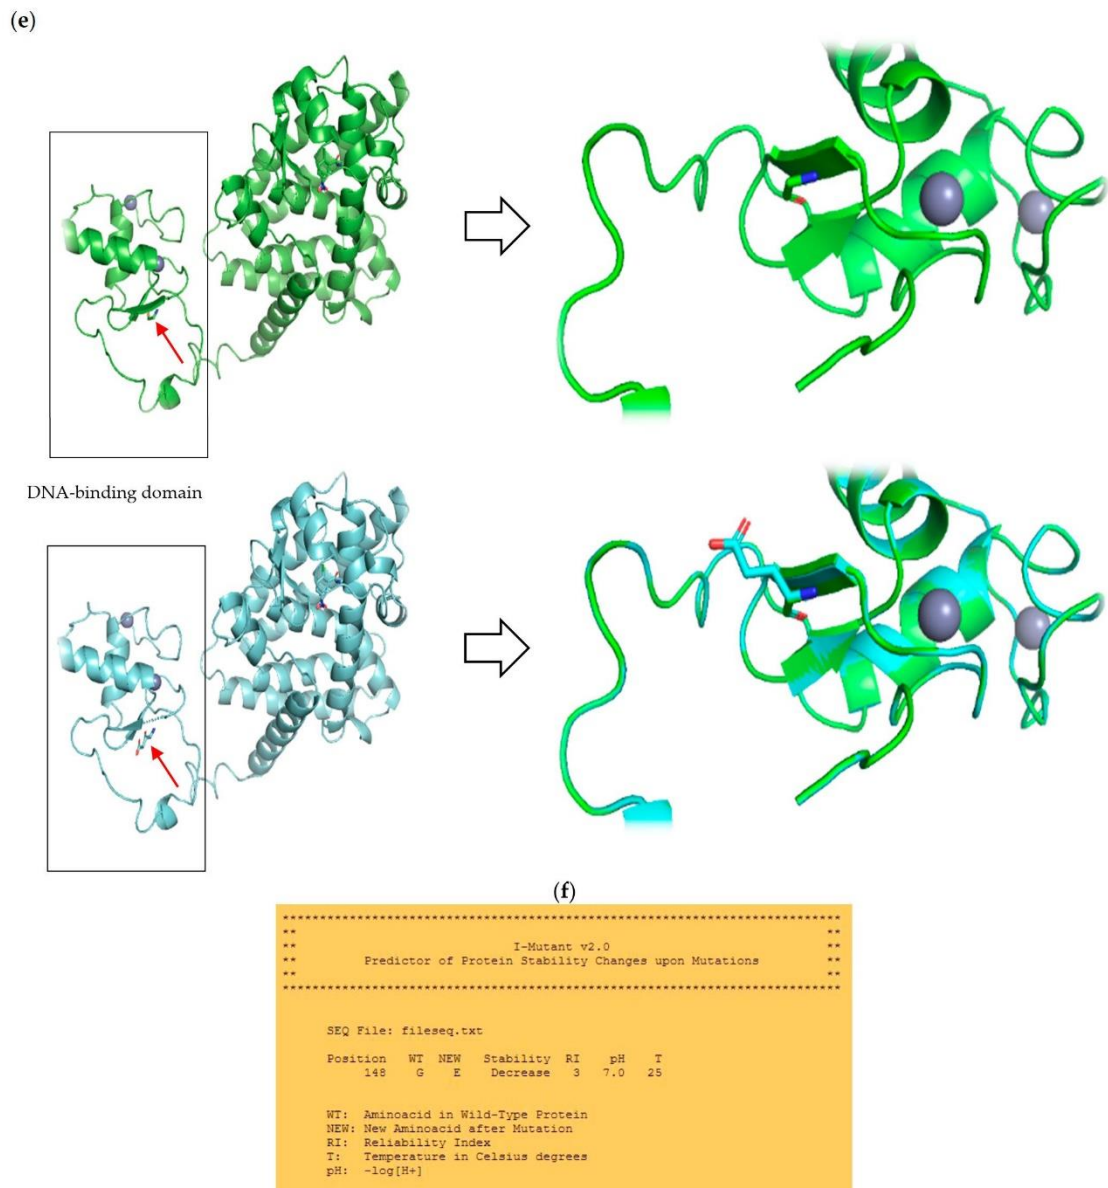 (e)
DNA-binding domain
(f)
********************************************************************************
** **
** I-Mutant v2.0 **
** Predictor of Protein Stability Changes upon Mutations **
** **
********************************************************************************
SEQ File: fileseq.txt
Position WT NEW Stability RI pH T
148 G E Decrease 3 7.0 25
WT: Aminoacid in Wild-Type Protein
NEW: New Aminoacid after Mutation
RI: Reliability Index
T: Temperature in Celsius degrees
pH: -log[H+]